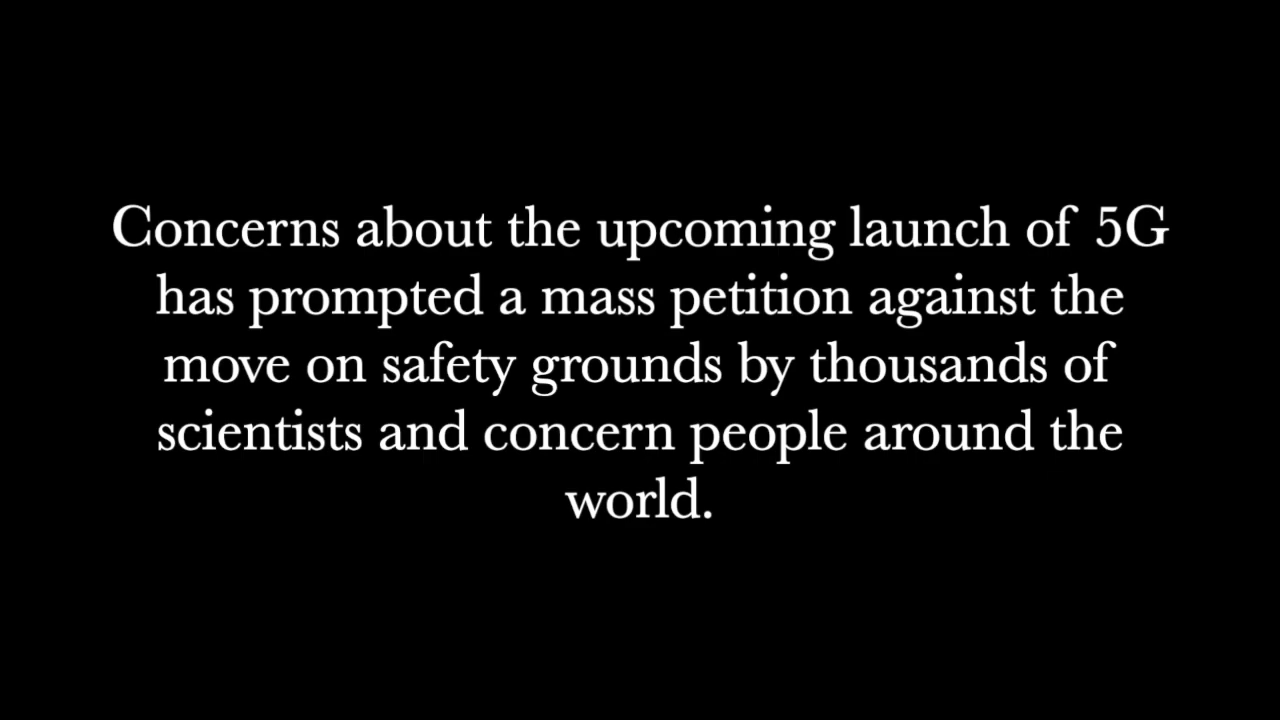 Concerns about the upcoming launch of 5G
has prompted a mass petition against the
move on safety grounds by thousands of
scientists and concern people around the
world.